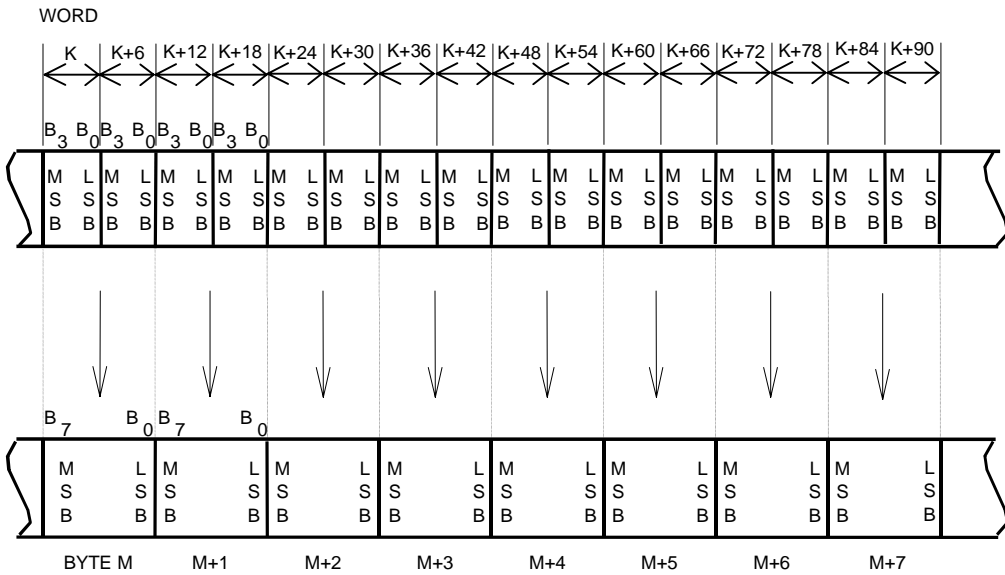 WORD
K K+6 K+12 K+18 K+24 K+30 K+36 K+42 K+48 K+54 K+60 K+66 K+72 K+78 K+84 K+90
B3 B0 B3 B0 B3 B0 B3 B0
M L M L M L M L M L M L M L M L M L M L M L M L M L M L M L M L
S S S S S S S S S S S S S S S S S S S S S S S S S S S S S S S S
B B B B B B B B B B B B B B B B B B B B B B B B B B B B B B B B
B7 B0 B7 B0
M L M L M L M L M L M L M L M L
S S S S S S S S S S S S S S S S
B B B B B B B B B B B B B B B B
BYTE M M+1 M+2 M+3 M+4 M+5 M+6 M+7